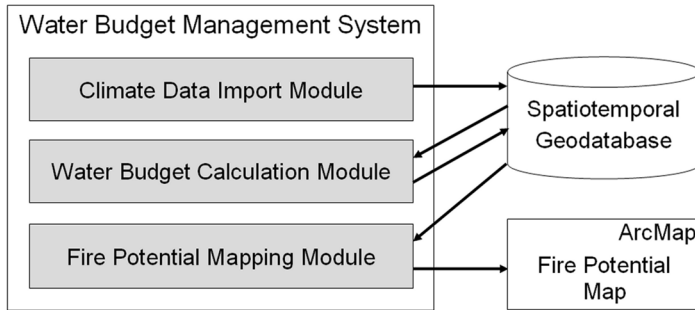 Water Budget Management System
Climate Data Import Module
Water Budget Calculation Module
Fire Potential Mapping Module
Spatiotemporal
Geodatabase
ArcMap
Fire Potential
Map